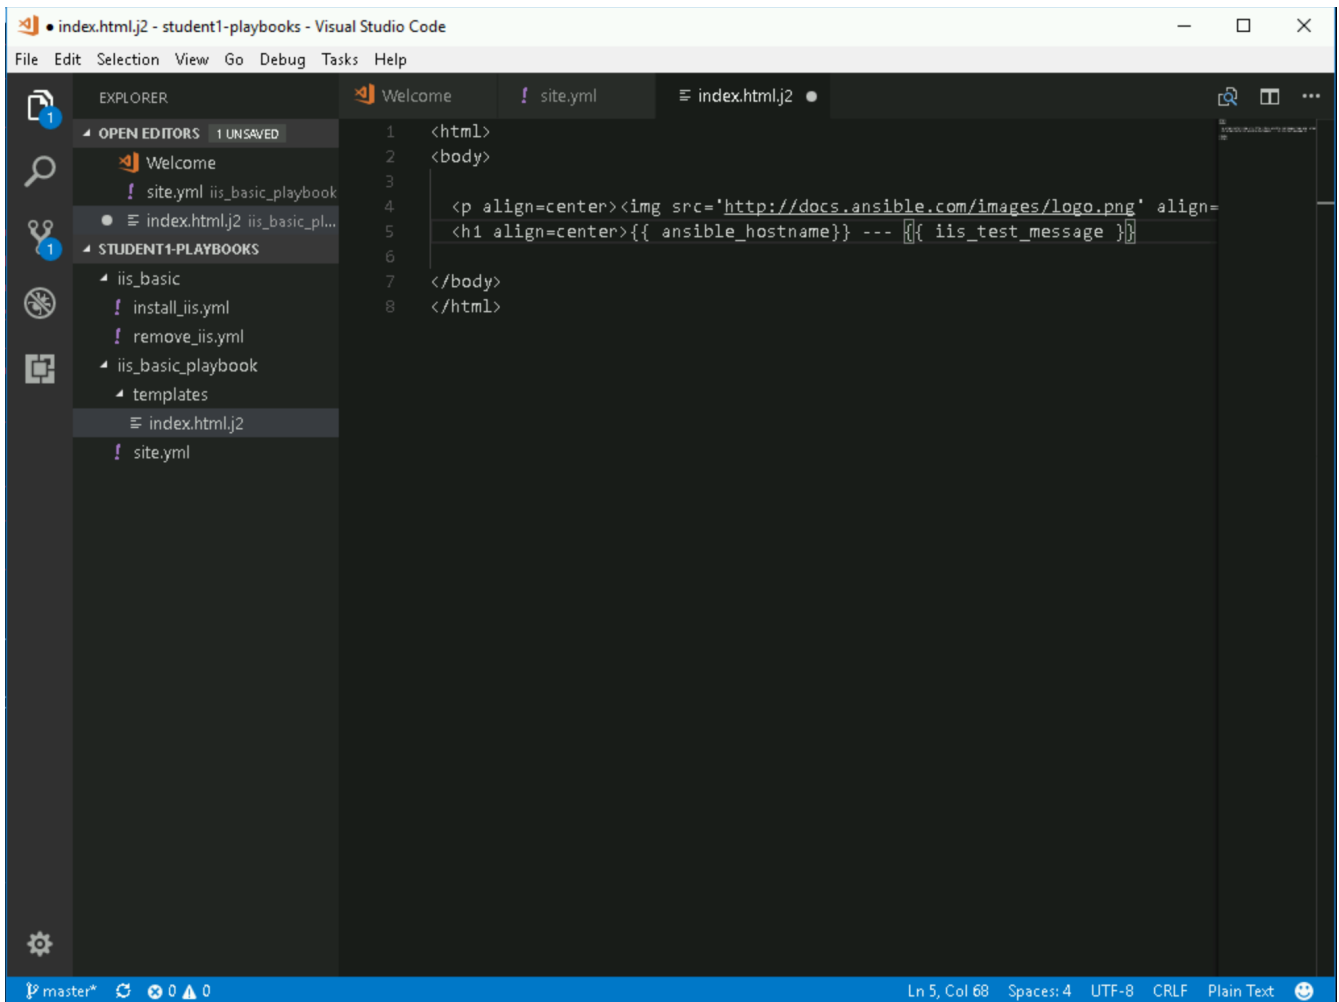 index.html.j2 - student1-playbooks - Visual Studio Code
File Edit Selection View Go Debug Tasks Help
EXPLORER
OPEN EDITORS 1 UNSAVED
Welcome
site.yml iis_basic_playbook
index.html.j2 iis_basic_pl...
STUDENT1-PLAYBOOKS
iis_basic
install_iis.yml
remove_iis.yml
iis_basic_playbook
templates
index.html.j2
site.yml
1
1
Welcome site.yml index.html.j2
1 <html>
2 <body>
3
4 <p align=center><img src='http://docs.ansible.com/images/logo.png' align=
5 <h1 align=center>{{ ansible_hostname}} --- {{ iis_test_message }}
6
7 </body>
8 </html>
master* 0 0 Ln 5, Col 68 Spaces: 4 UTF-8 CRLF Plain Text